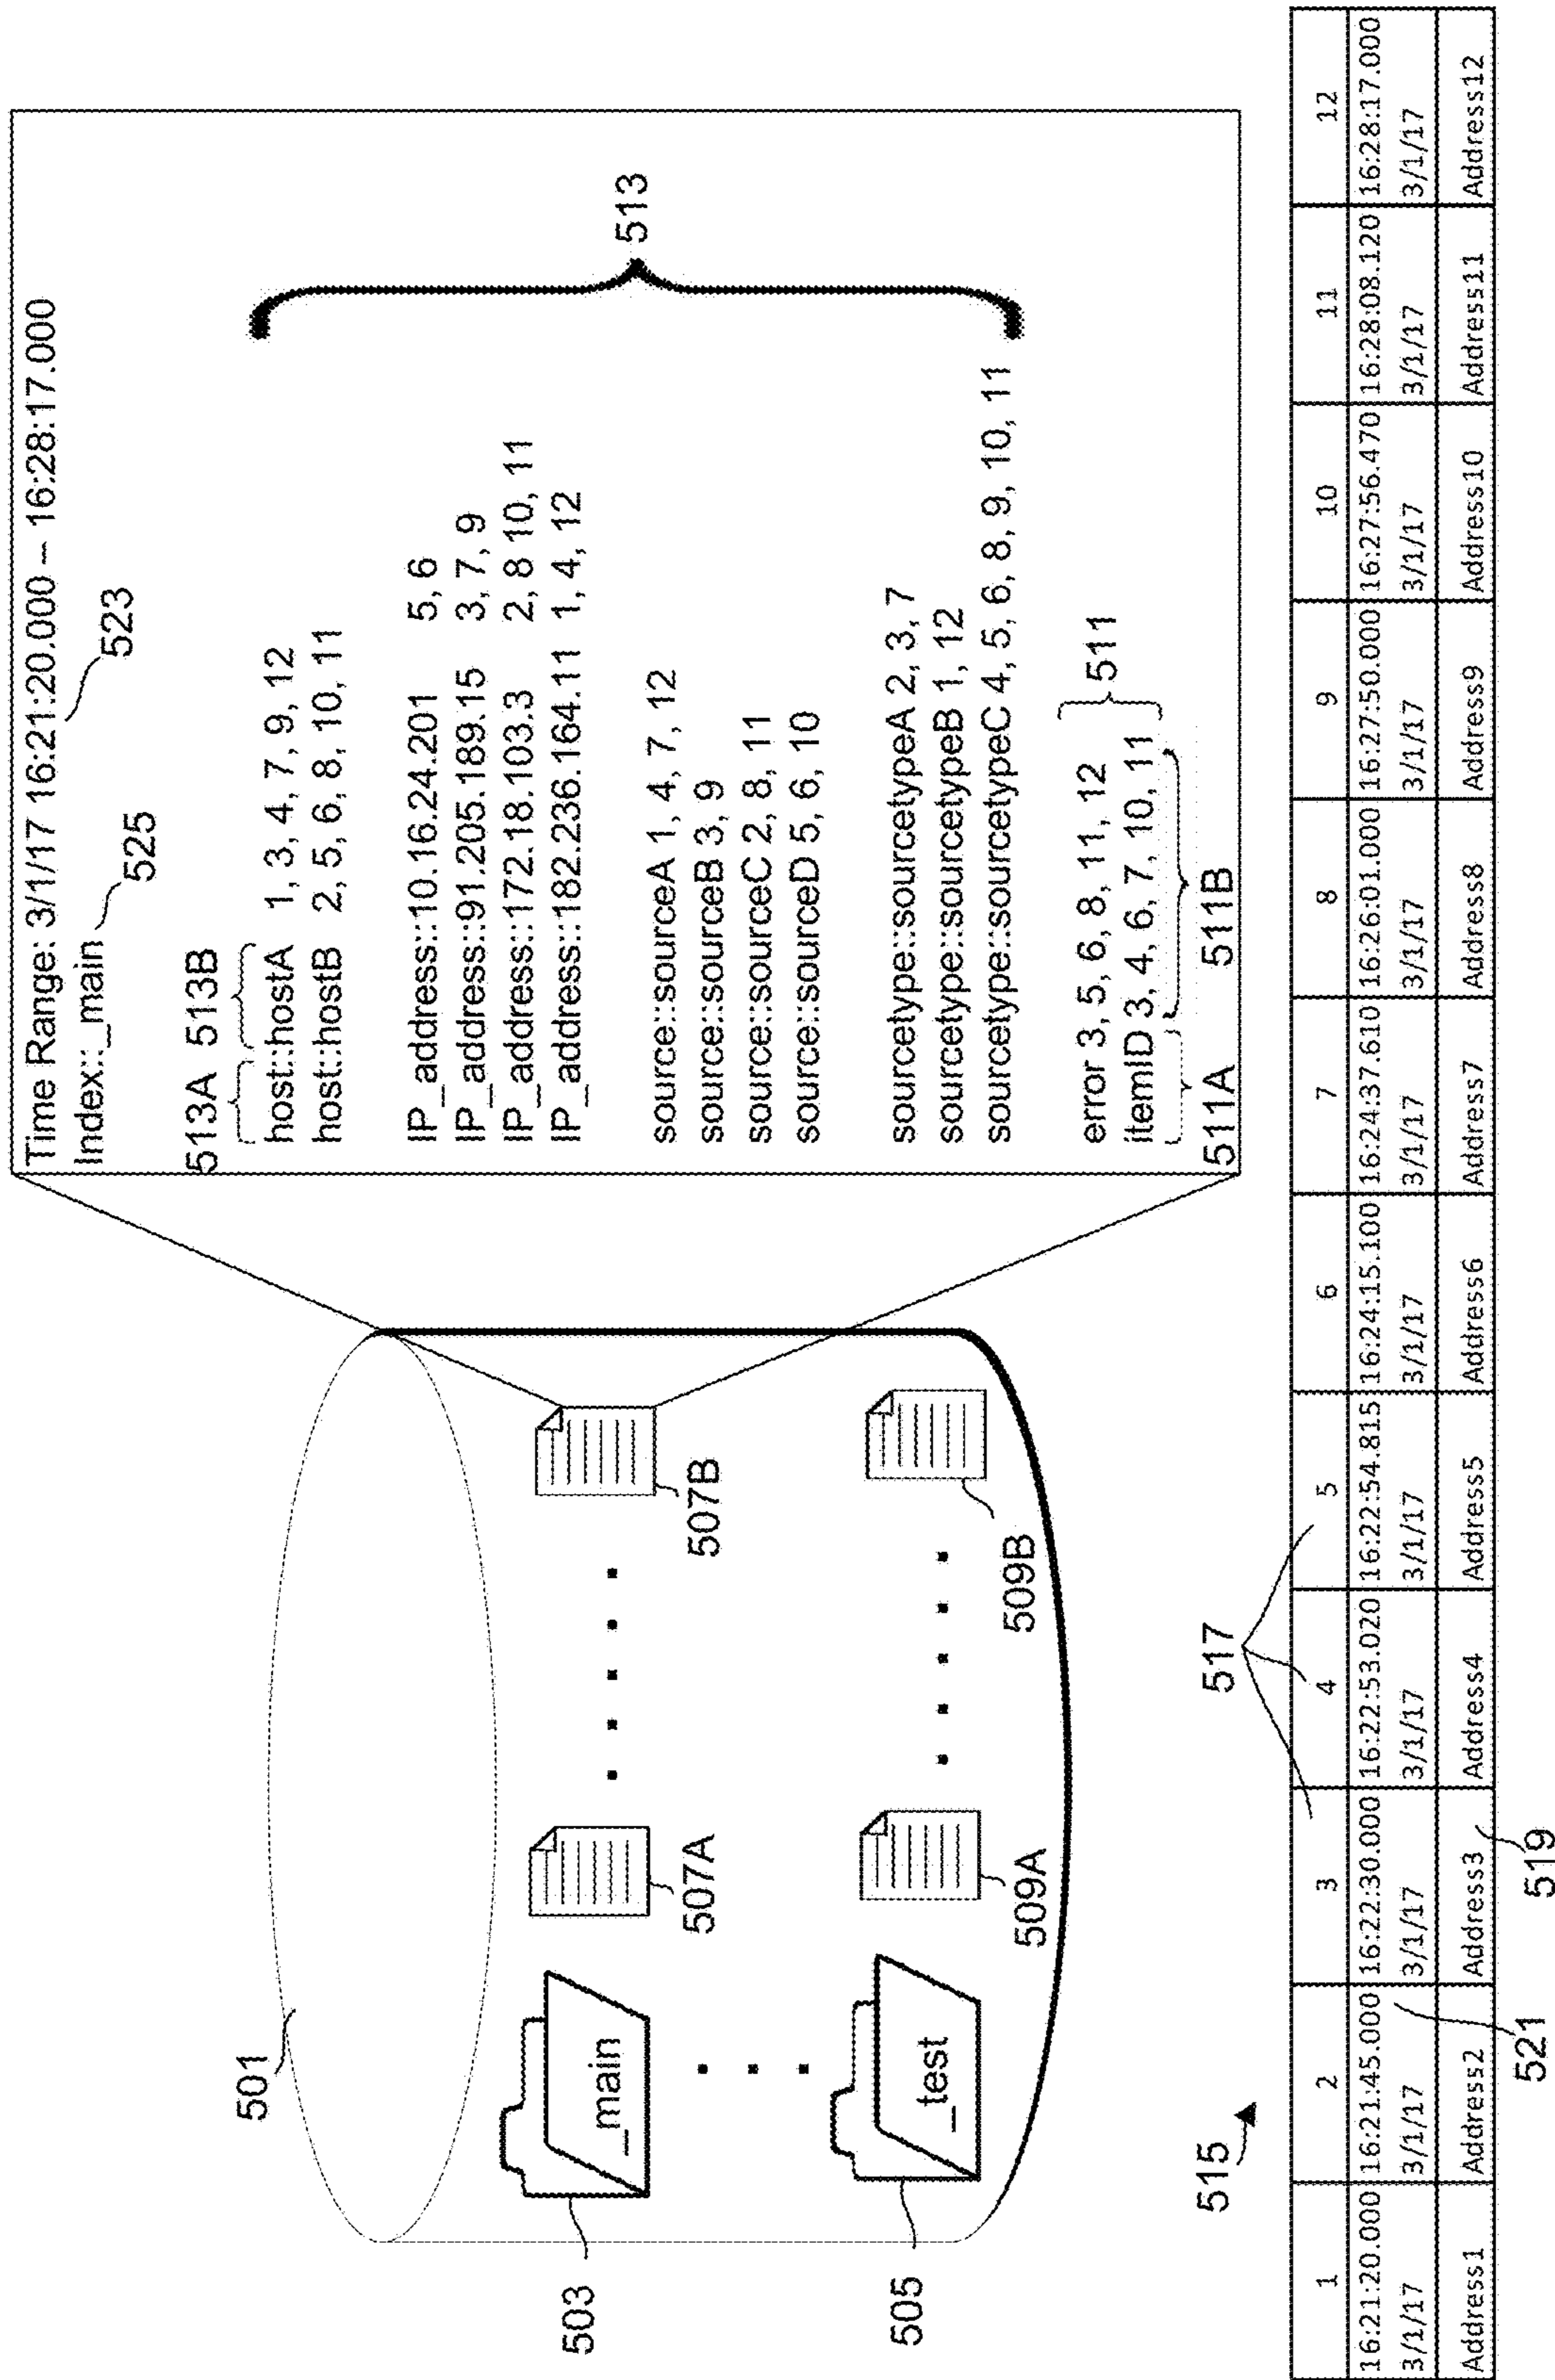 Time Range: 3/1/17 16:21:20.000 – 16:28:17.000
523
Index::_main
525
513A 513B
host::hostA 1, 3, 4, 7, 9, 12
host::hostB 2, 5, 6, 8, 10, 11
IP_address::10.16.24.201 5, 6
IP_address::91.205.189.15 3, 7, 9
IP_address::172.18.103.3 2, 8 10, 11
IP_address::182.236.164.11 1, 4, 12
513
source::sourceA 1, 4, 7, 12
source::sourceB 3, 9
source::sourceC 2, 8, 11
source::sourceD 5, 6, 10
sourcetype::sourcetypeA 2, 3, 7
sourcetype::sourcetypeB 1, 12
sourcetype::sourcetypeC 4, 5, 6, 8, 9, 10, 11
error 3, 5, 6, 8, 11, 12
itemID 3, 4, 6, 7, 10, 11
511
511A 511B
501
_main
503
507A
507B
_test
505
509A
509B
515
517
1 2 3 4 5 6 7 8 9 10 11 12
16:21:20.000 16:21:45.000 16:22:30.000 16:22:53.020 16:22:54.815 16:24:15.100 16:24:37.610 16:26:01.000 16:27:50.000 16:27:56.470 16:28:08.120 16:28:17.000
3/1/17 3/1/17 3/1/17 3/1/17 3/1/17 3/1/17 3/1/17 3/1/17 3/1/17 3/1/17 3/1/17 3/1/17
Address1 Address2 Address3 Address4 Address5 Address6 Address7 Address8 Address9 Address10 Address11 Address12
521
519